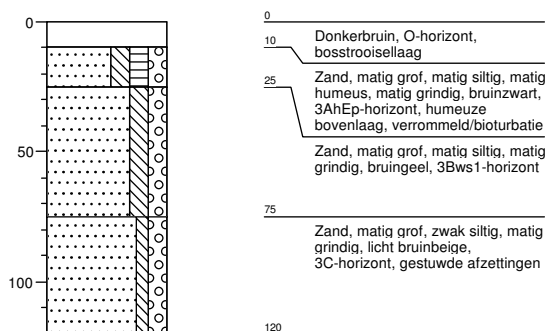 0
50
100
0
10
Donkerbruin, O-horizont,
bosstrooisellaag
25
Zand, matig grof, matig siltig, matig
humeus, matig grindig, bruinzwart,
3AhEp-horizont, humeuze
bovenlaag, verrommeld/bioturbatie
Zand, matig grof, matig siltig, matig
grindig, bruingeel, 3Bws1-horizont
75
Zand, matig grof, zwak siltig, matig
grindig, licht bruinbeige,
3C-horizont, gestuwde afzettingen
120